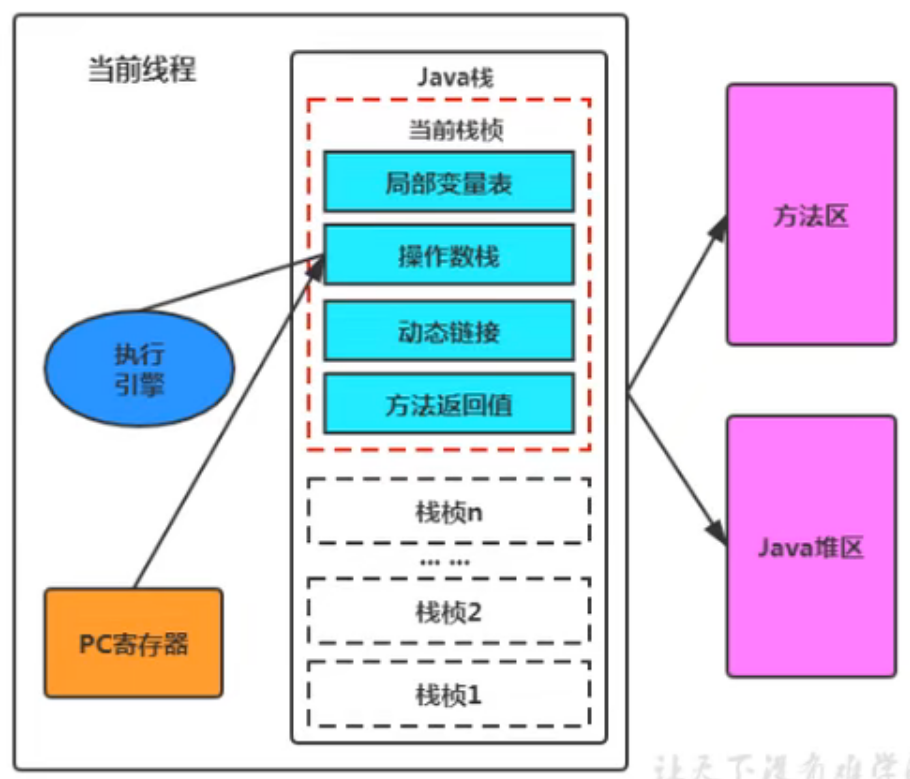 当前线程
Java栈
当前栈桢
局部变量表
操作数栈
动态链接
方法返回值
执行
引擎
PC寄存器
栈桢n
... ...
栈桢2
栈桢1
方法区
Java堆区
让天下没有难学